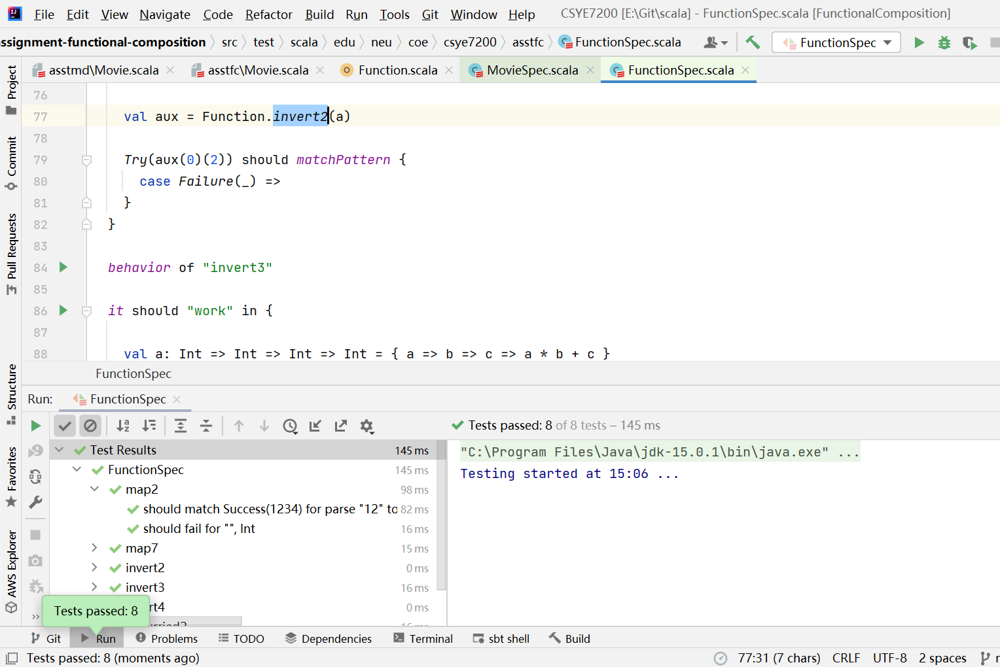 File Edit View Navigate Code Refactor Build Run Tools Git Window Help CSYE7200 [E:\Git\scala] - FunctionSpec.scala [FunctionalComposition]
ssignment-functional-composition src test scala edu neu coe csye7200 asstfc FunctionSpec.scala FunctionSpec
asstmd\Movie.scala asstfc\Movie.scala Function.scala MovieSpec.scala FunctionSpec.scala
Project
Commit
Pull Requests
Structure
Favorites
AWS Explorer
76
77 val aux = Function.invert2(a)
78
79 Try(aux(0)(2)) should matchPattern {
80 case Failure(_) =>
81 }
82 }
83
84 behavior of "invert3"
85
86 it should "work" in {
87
88 val a: Int => Int => Int => Int = { a => b => c => a * b + c }
FunctionSpec
Run: FunctionSpec
Tests passed: 8 of 8 tests – 145 ms
Test Results 145 ms
FunctionSpec 145 ms
map2 98 ms
should match Success(1234) for parse "12" to 82 ms
should fail for "", Int 16 ms
map7 15 ms
invert2 0 ms
invert3 16 ms
rt4 0 ms
"C:\Program Files\Java\jdk-15.0.1\bin\java.exe" ...
Testing started at 15:06 ...
Tests passed: 8
Git Run Problems TODO Dependencies Terminal sbt shell Build
Tests passed: 8 (moments ago) 77:31 (7 chars) CRLF UTF-8 2 spaces